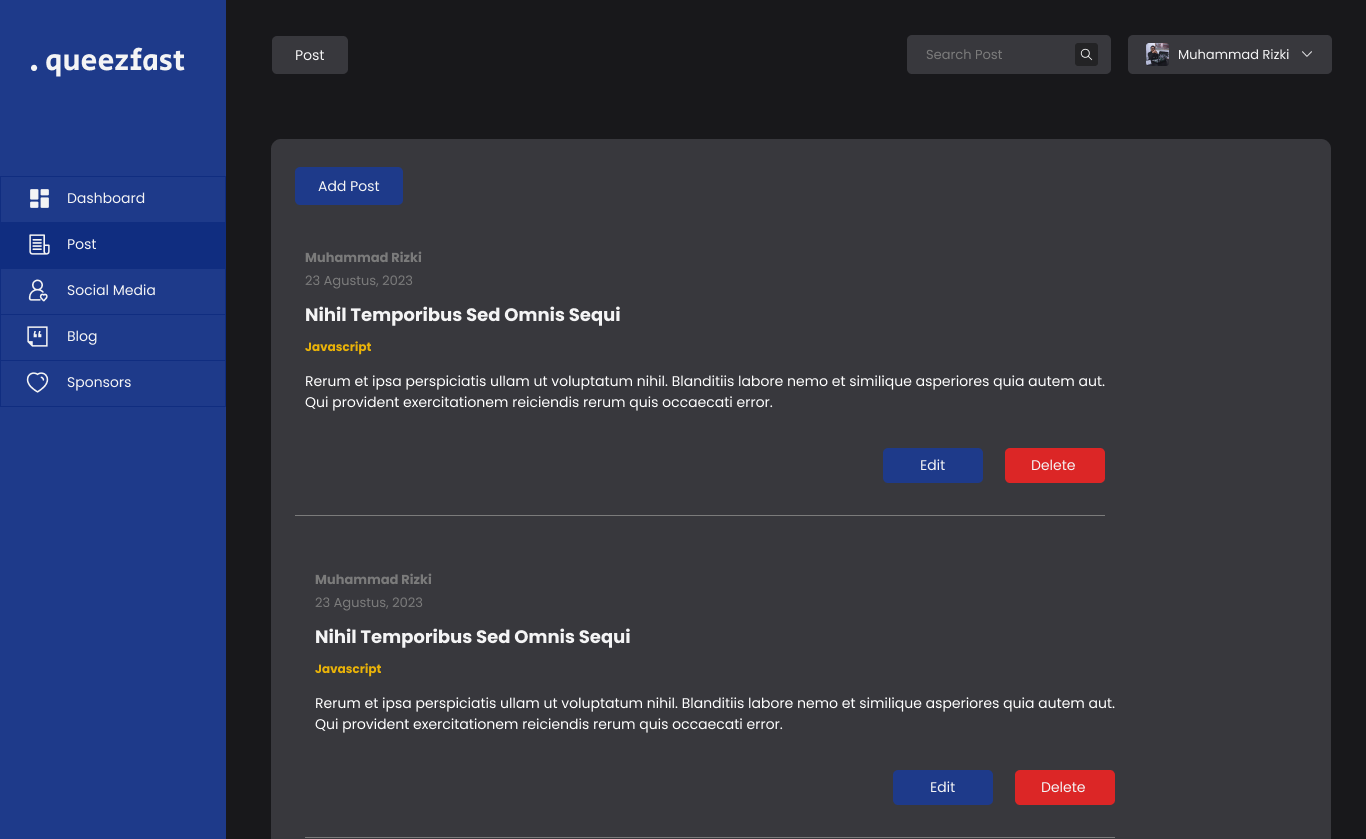 . queezfast
Dashboard
Post
Social Media
Blog
Sponsors
Post
Search Post
Muhammad Rizki
Add Post
Muhammad Rizki
23 Agustus, 2023
Nihil Temporibus Sed Omnis Sequi
Javascript
Rerum et ipsa perspiciatis ullam ut voluptatum nihil. Blanditiis labore nemo et similique asperiores quia autem aut.
Qui provident exercitationem reiciendis rerum quis occaecati error.
Edit
Delete
Muhammad Rizki
23 Agustus, 2023
Nihil Temporibus Sed Omnis Sequi
Javascript
Rerum et ipsa perspiciatis ullam ut voluptatum nihil. Blanditiis labore nemo et similique asperiores quia autem aut.
Qui provident exercitationem reiciendis rerum quis occaecati error.
Edit
Delete